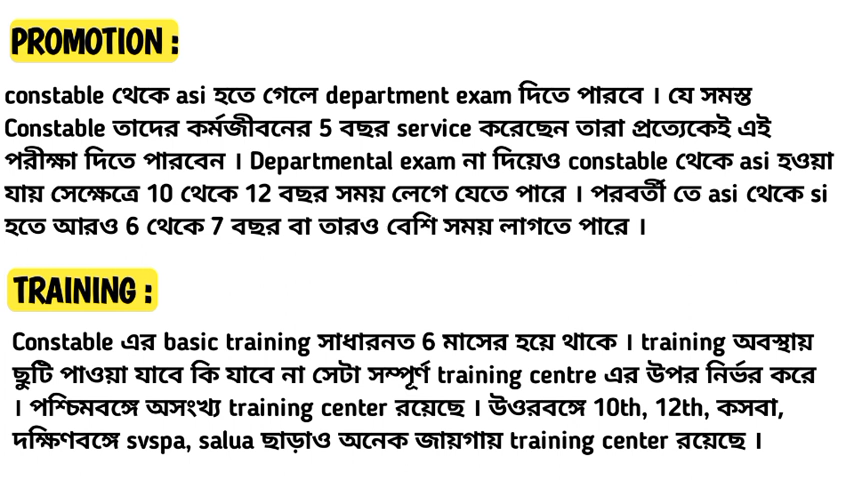 PROMOTION :
constable থেকে asi হতে গেলে department exam দিতে পারবে । যে সমস্ত
Constable তাদের কর্মজীবনের 5 বছর service করেছেন তারা প্রত্যেকেই এই
পরীক্ষা দিতে পারবেন । Departmental exam না দিয়েও constable থেকে asi হওয়া
যায় সেক্ষেত্রে 10 থেকে 12 বছর সময় লেগে যেতে পারে । পরবর্তী তে asi থেকে si
হতে আরও 6 থেকে 7 বছর বা তারও বেশি সময় লাগতে পারে ।
TRAINING :
Constable এর basic training সাধারনত 6 মাসের হয়ে থাকে । training অবস্থায়
ছুটি পাওয়া যাবে কি যাবে না সেটা সম্পূর্ণ training centre এর উপর নির্ভর করে
। পশ্চিমবঙ্গে অসংখ্য training center রয়েছে । উওরবঙ্গে 10th, 12th, কসবা,
দক্ষিণবঙ্গে svspa, salua ছাড়াও অনেক জায়গায় training center রয়েছে ।